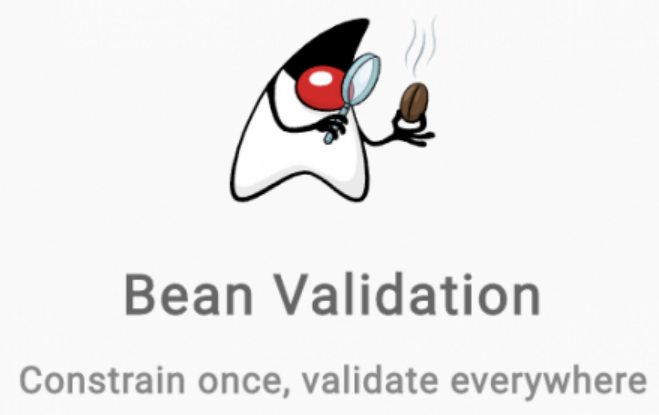 Bean Validation
Constrain once, validate everywhere